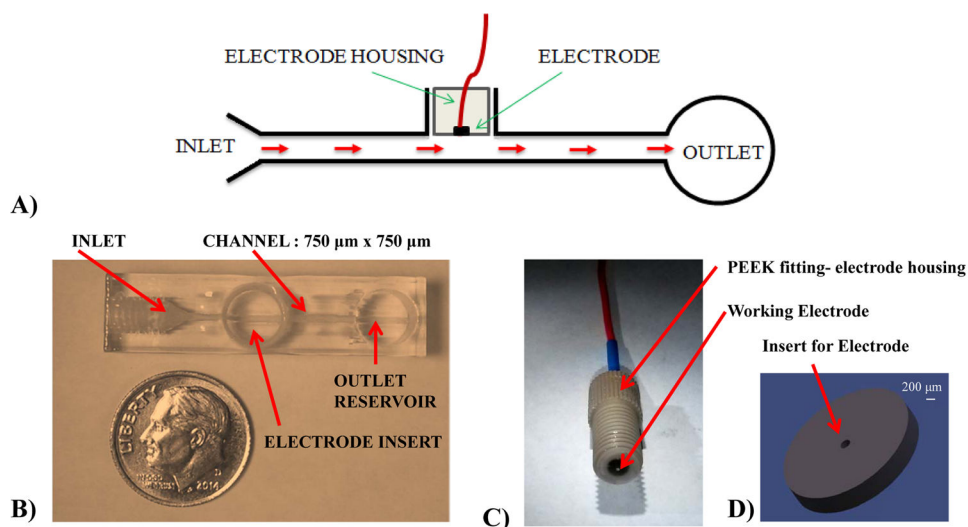 ELECTRODE HOUSING
ELECTRODE
INLET
OUTLET
A)
INLET
CHANNEL : 750 µm x 750 µm
OUTLET
RESERVOIR
ELECTRODE INSERT
LIBERTY
2014
B)
PEEK fitting- electrode housing
Working Electrode
C)
Insert for Electrode
200 µm
D)